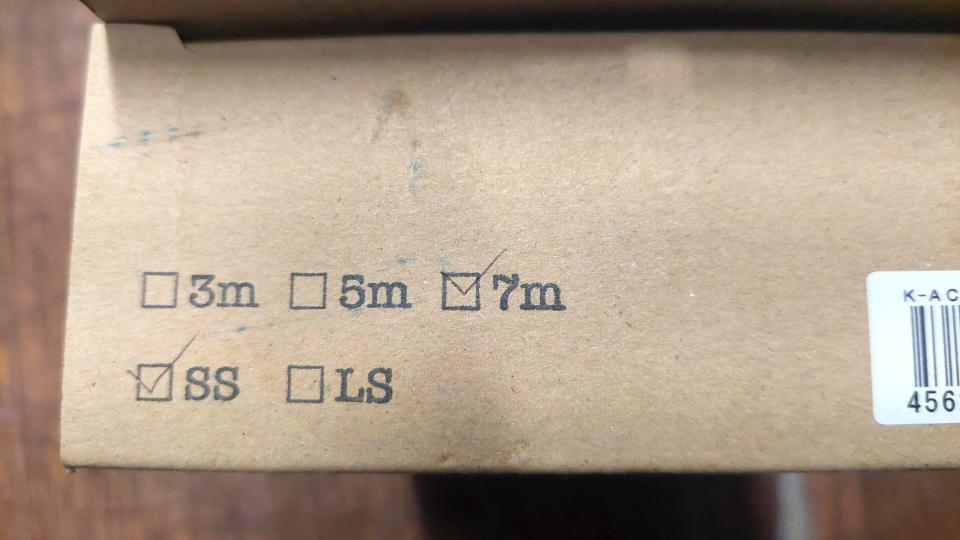 ☐ 3m ☐ 5m ☑ 7m
☑ SS ☐ LS
K-AC
456